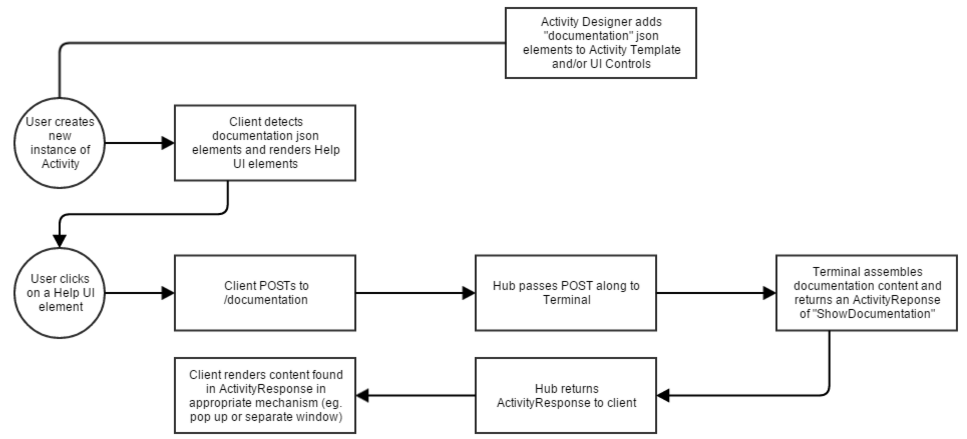 Activity Designer adds
"documentation" json
elements to Activity Template
and/or UI Controls
User creates
new
instance of
Activity
Client detects
documentation json
elements and renders Help
UI elements
User clicks
on a Help UI
element
Client POSTs to
/documentation
Hub passes POST along to
Terminal
Terminal assembles
documentation content and
returns an ActivityReponse
of "ShowDocumentation"
Client renders content found
in ActivityResponse in
appropriate mechanism (eg.
pop up or separate window)
Hub returns
ActivityResponse to client